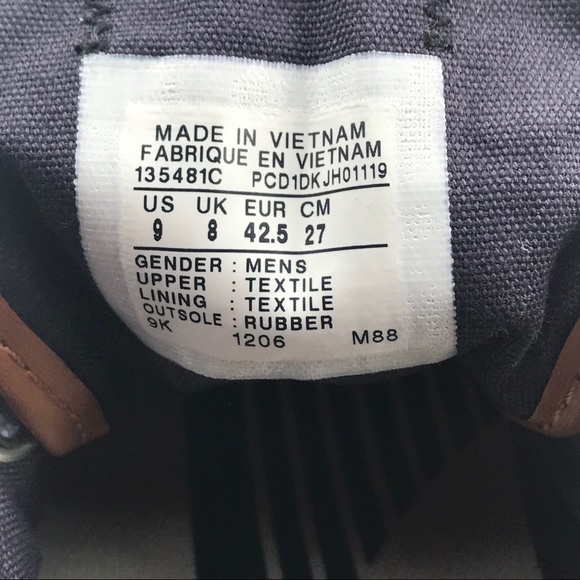 MADE IN VIETNAM
FABRIQUE EN VIETNAM
135481C PCD1DKJH01119
US UK EUR CM
9 8 42.5 27
GENDER : MENS
UPPER : TEXTILE
LINING : TEXTILE
OUTSOLE : RUBBER
9K 1206 M88